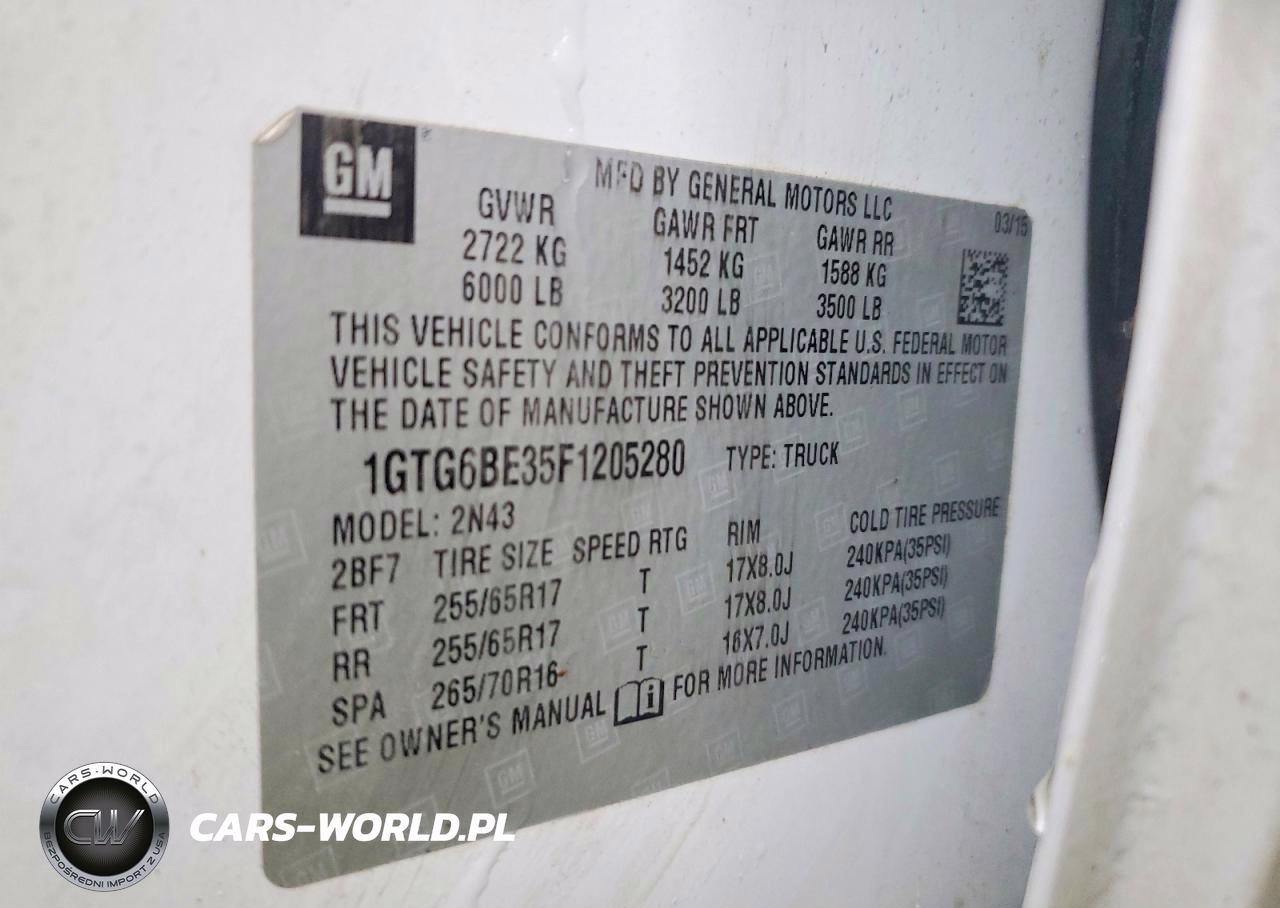 GM
MFD BY GENERAL MOTORS LLC
03/15
GVWR GAWR FRT GAWR RR
2722 KG 1452 KG 1588 KG
6000 LB 3200 LB 3500 LB
THIS VEHICLE CONFORMS TO ALL APPLICABLE U.S. FEDERAL MOTOR
VEHICLE SAFETY AND THEFT PREVENTION STANDARDS IN EFFECT ON
THE DATE OF MANUFACTURE SHOWN ABOVE.
1GTG6BE35F1205280 TYPE: TRUCK
MODEL: 2N43
2BF7 TIRE SIZE SPEED RTG RIM COLD TIRE PRESSURE
FRT 255/65R17 T 17X8.0J 240KPA(35PSI)
RR 255/65R17 T 17X8.0J 240KPA(35PSI)
SPA 265/70R16 T 16X7.0J 240KPA(35PSI)
SEE OWNER'S MANUAL i FOR MORE INFORMATION.
CARS-WORLD
CW
BEZPOŚREDNI IMPORT Z USA
CARS-WORLD.PL